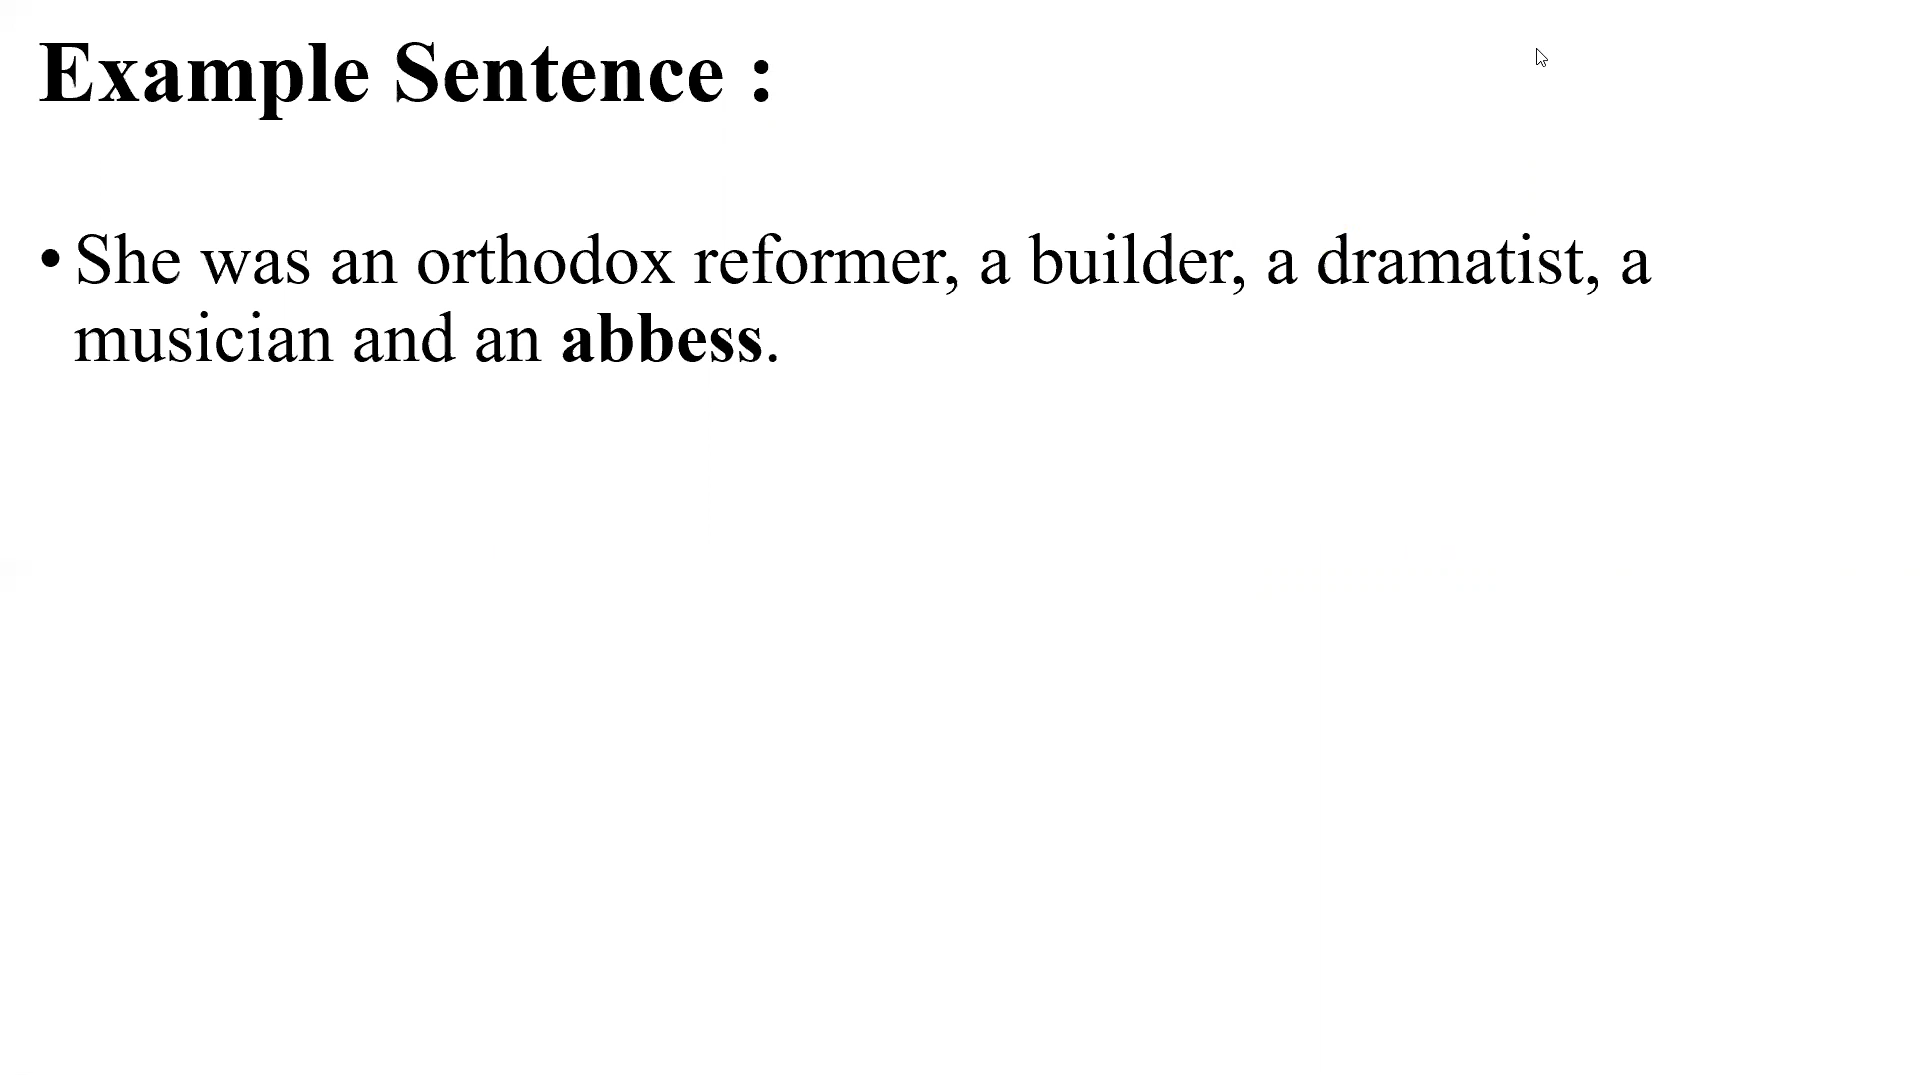 Example Sentence :
• She was an orthodox reformer, a builder, a dramatist, a
musician and an abbess.